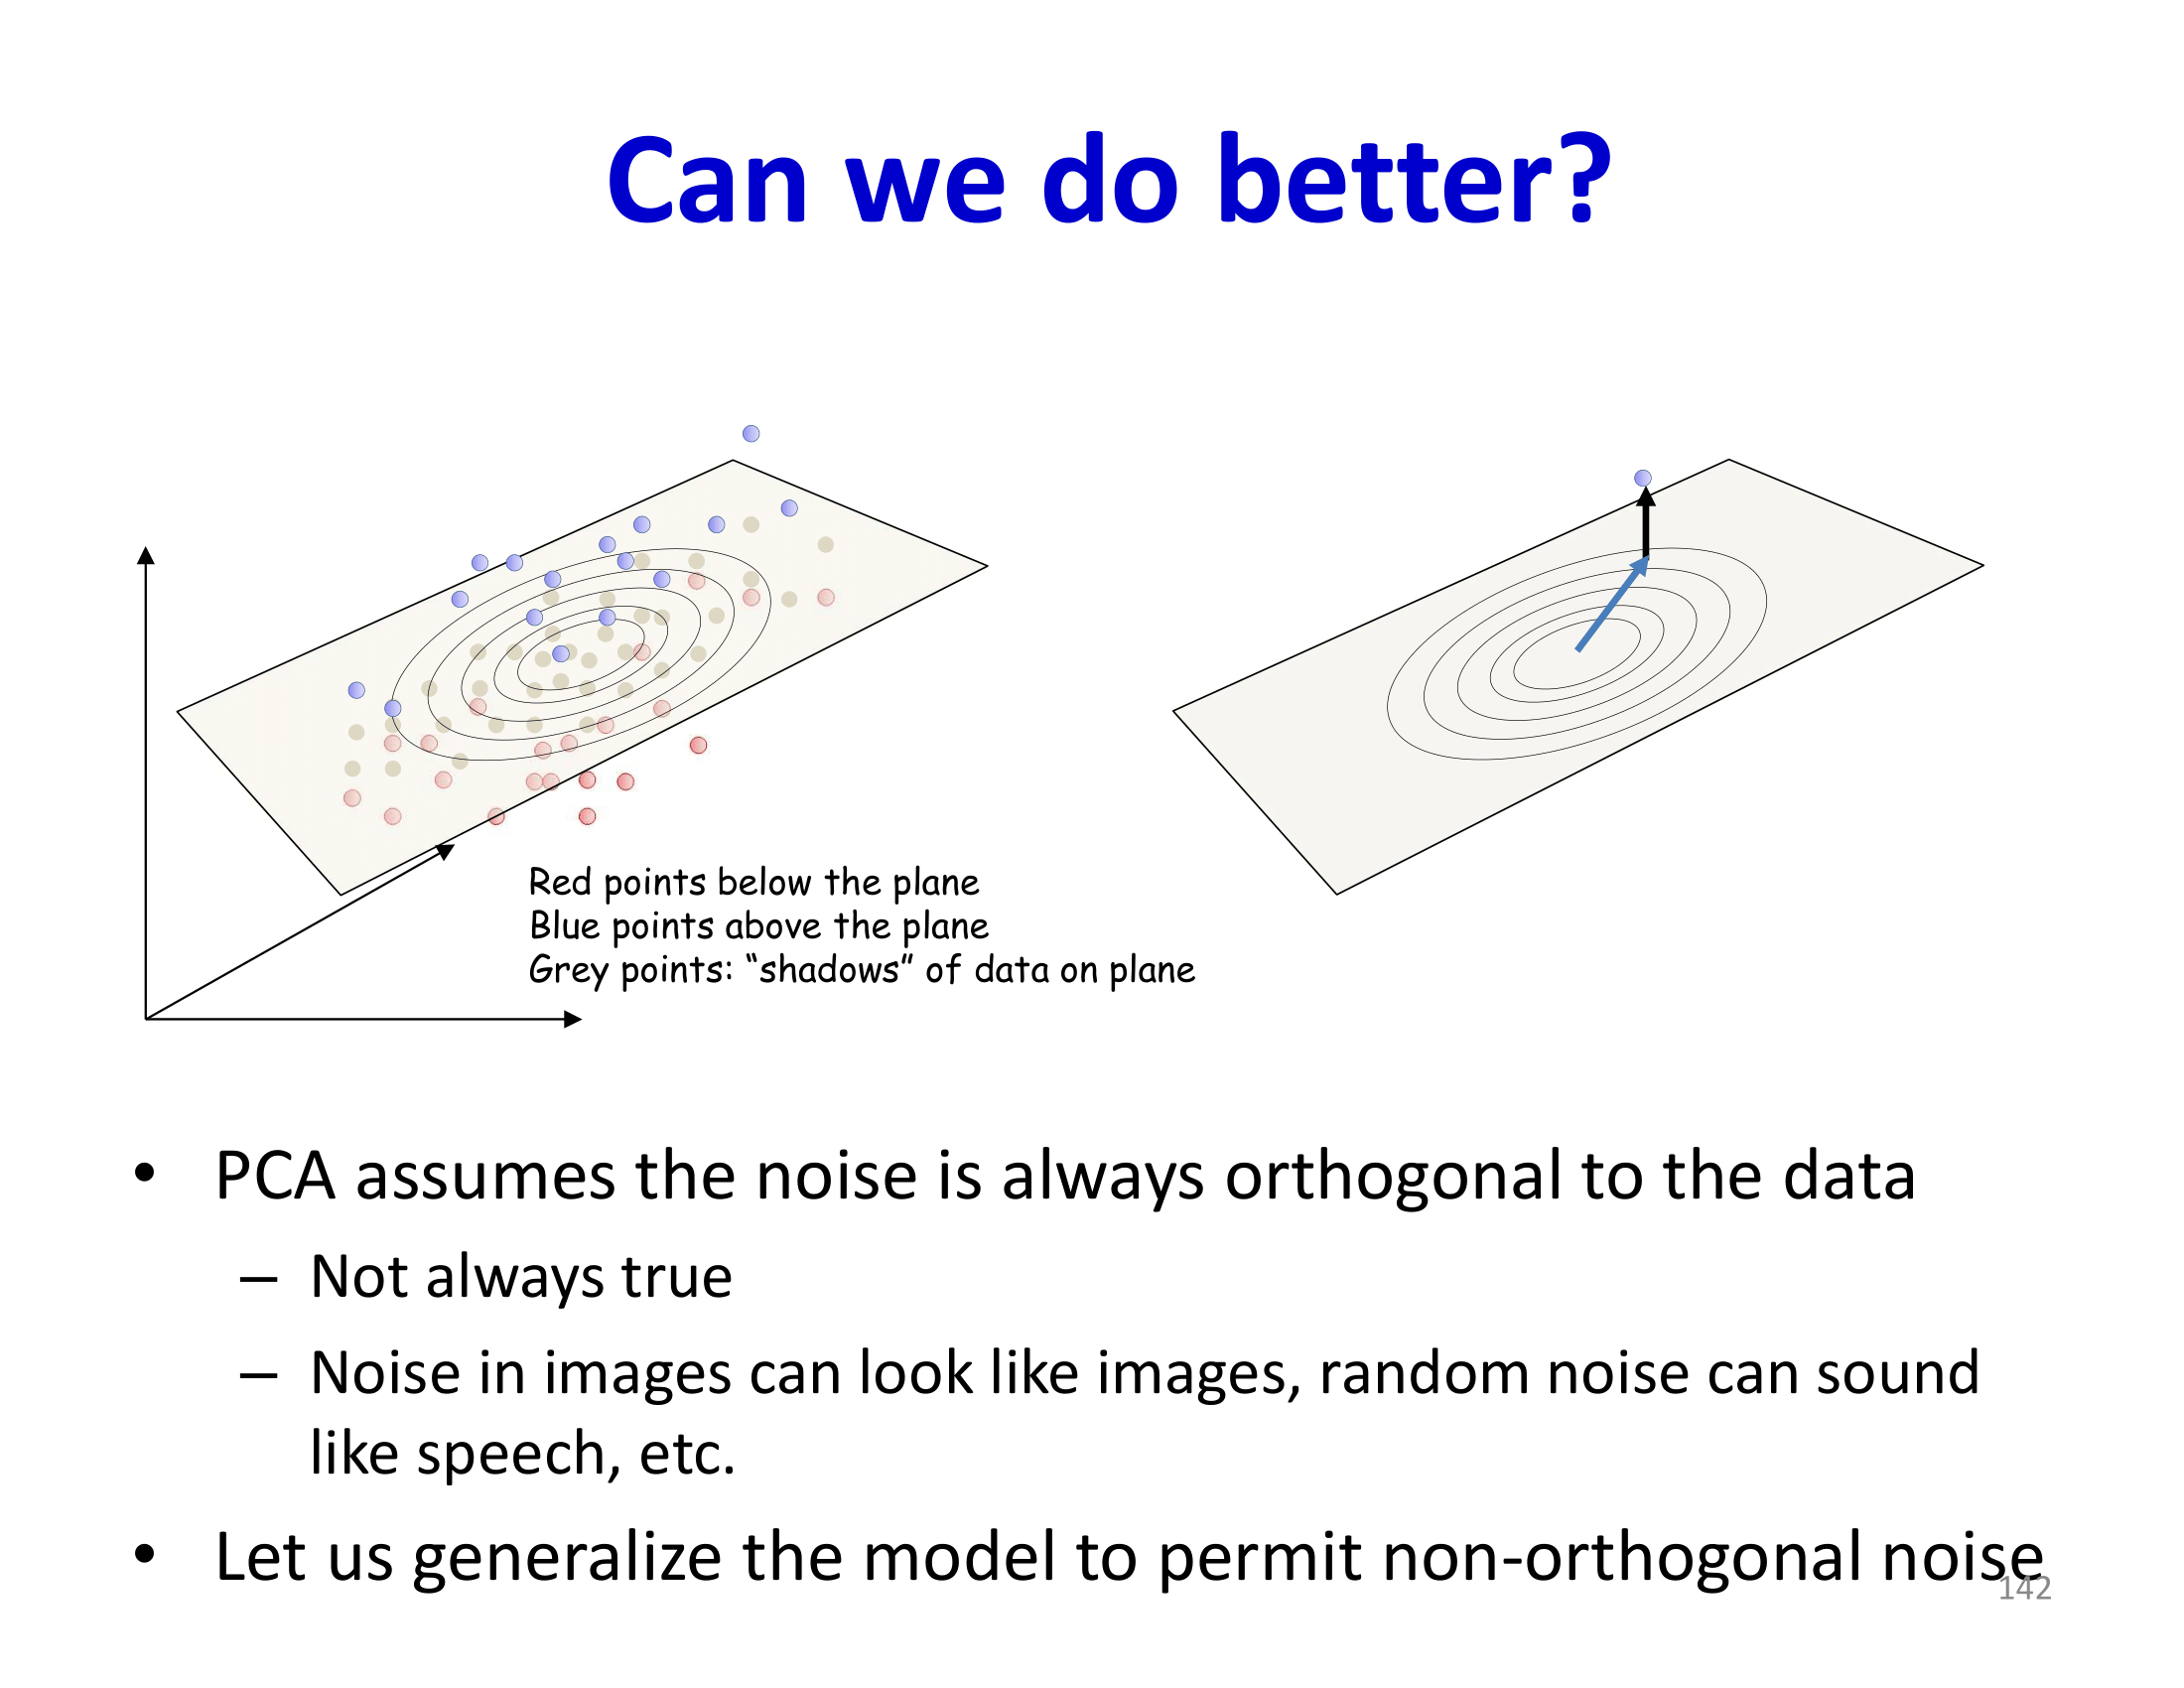 Can we do better?
Red points below the plane
Blue points above the plane
Grey points: “shadows” of data on plane
• PCA assumes the noise is always orthogonal to the data
– Not always true
– Noise in images can look like images, random noise can sound
like speech, etc.
• Let us generalize the model to permit non-orthogonal noise
142